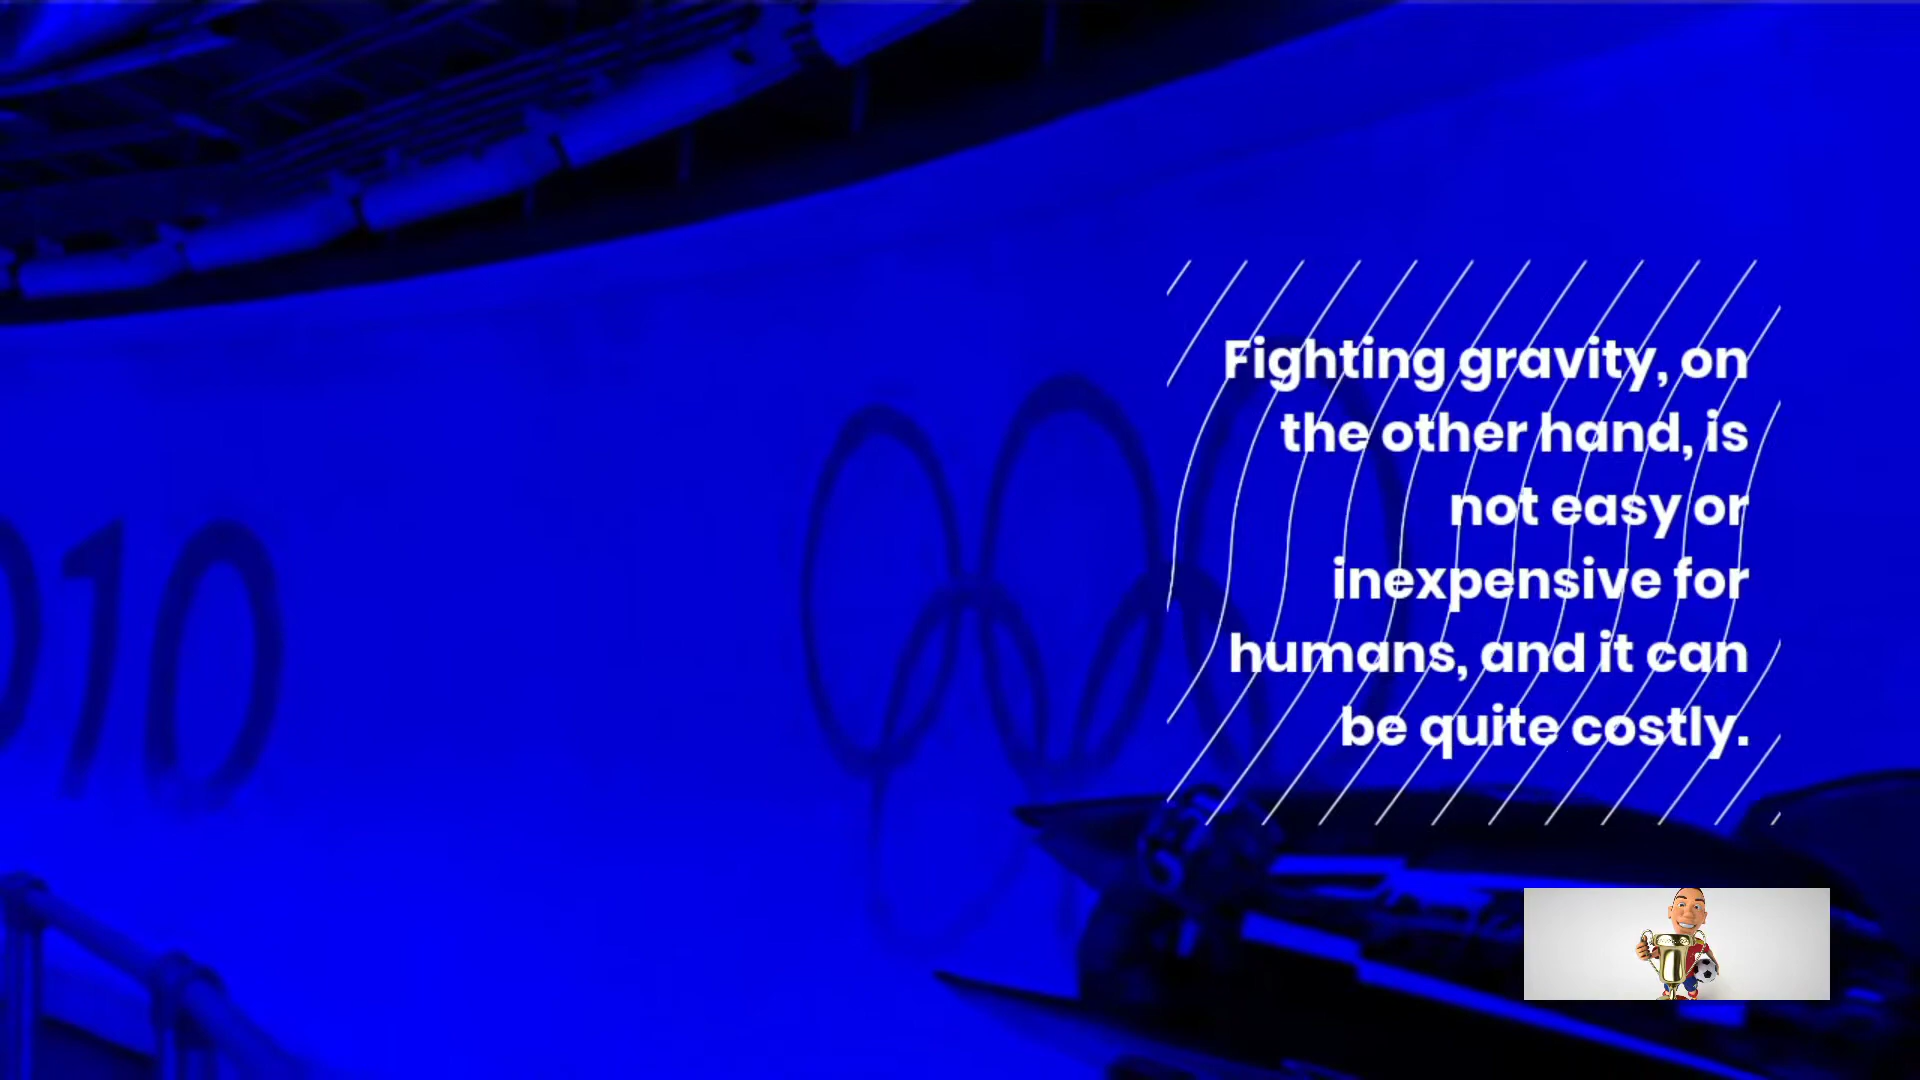 Fighting gravity, on
the other hand, is
not easy or
inexpensive for
humans, and it can
be quite costly.
10